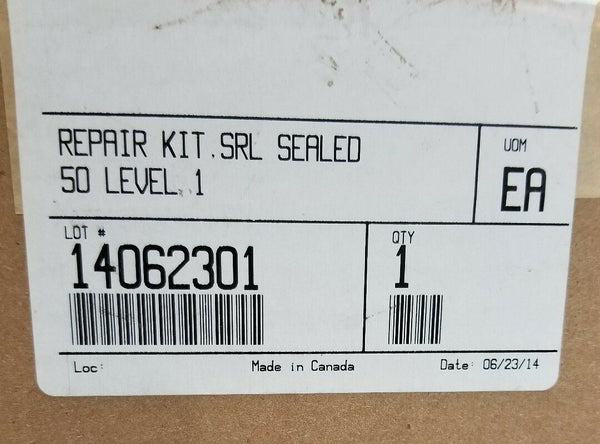 REPAIR KIT,SRL SEALED
50 LEVEL 1
UOM
EA
LOT #
14062301
QTY
1
Loc:
Made in Canada
Date: 06/23/14